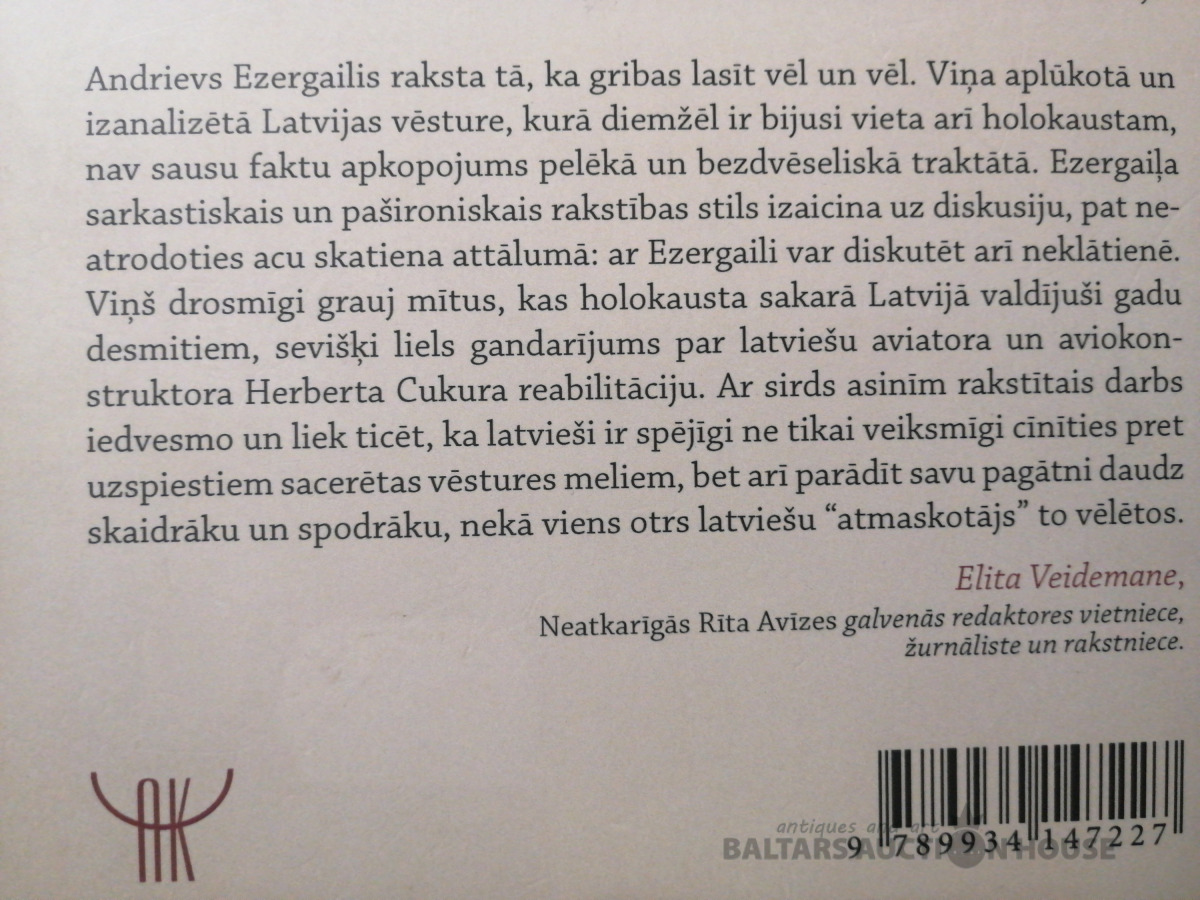 Andrievs Ezergailis raksta tā, ka gribas lasīt vēl un vēl. Viņa aplūkotā un
izanalizētā Latvijas vēsture, kurā diemžēl ir bijusi vieta arī holokaustam,
nav sausu faktu apkopojums pelēkā un bezdvēseliskā traktātā. Ezergaiļa
sarkastiskais un pašironiskais rakstības stils izaicina uz diskusiju, pat ne-
atrodoties acu skatiena attālumā: ar Ezergaili var diskutēt arī neklātienē.
Viņš drosmīgi grauj mītus, kas holokausta sakarā Latvijā valdījuši gadu
desmitiem, sevišķi liels gandarījums par latviešu aviatora un aviokon-
struktora Herberta Cukura reabilitāciju. Ar sirds asinīm rakstītais darbs
iedvesmo un liek ticēt, ka latvieši ir spējīgi ne tikai veiksmīgi cīnīties pret
uzspiestiem sacerētas vēstures meliem, bet arī parādīt savu pagātni daudz
skaidrāku un spodrāku, nekā viens otrs latviešu “atmaskotājs” to vēlētos.
Elita Veidemane,
Neatkarīgās Rīta Avīzes galvenās redaktores vietniece,
žurnāliste un rakstniece.
AK
antiques and art
BALTARS AUCTION HOUSE
9 789934 147227